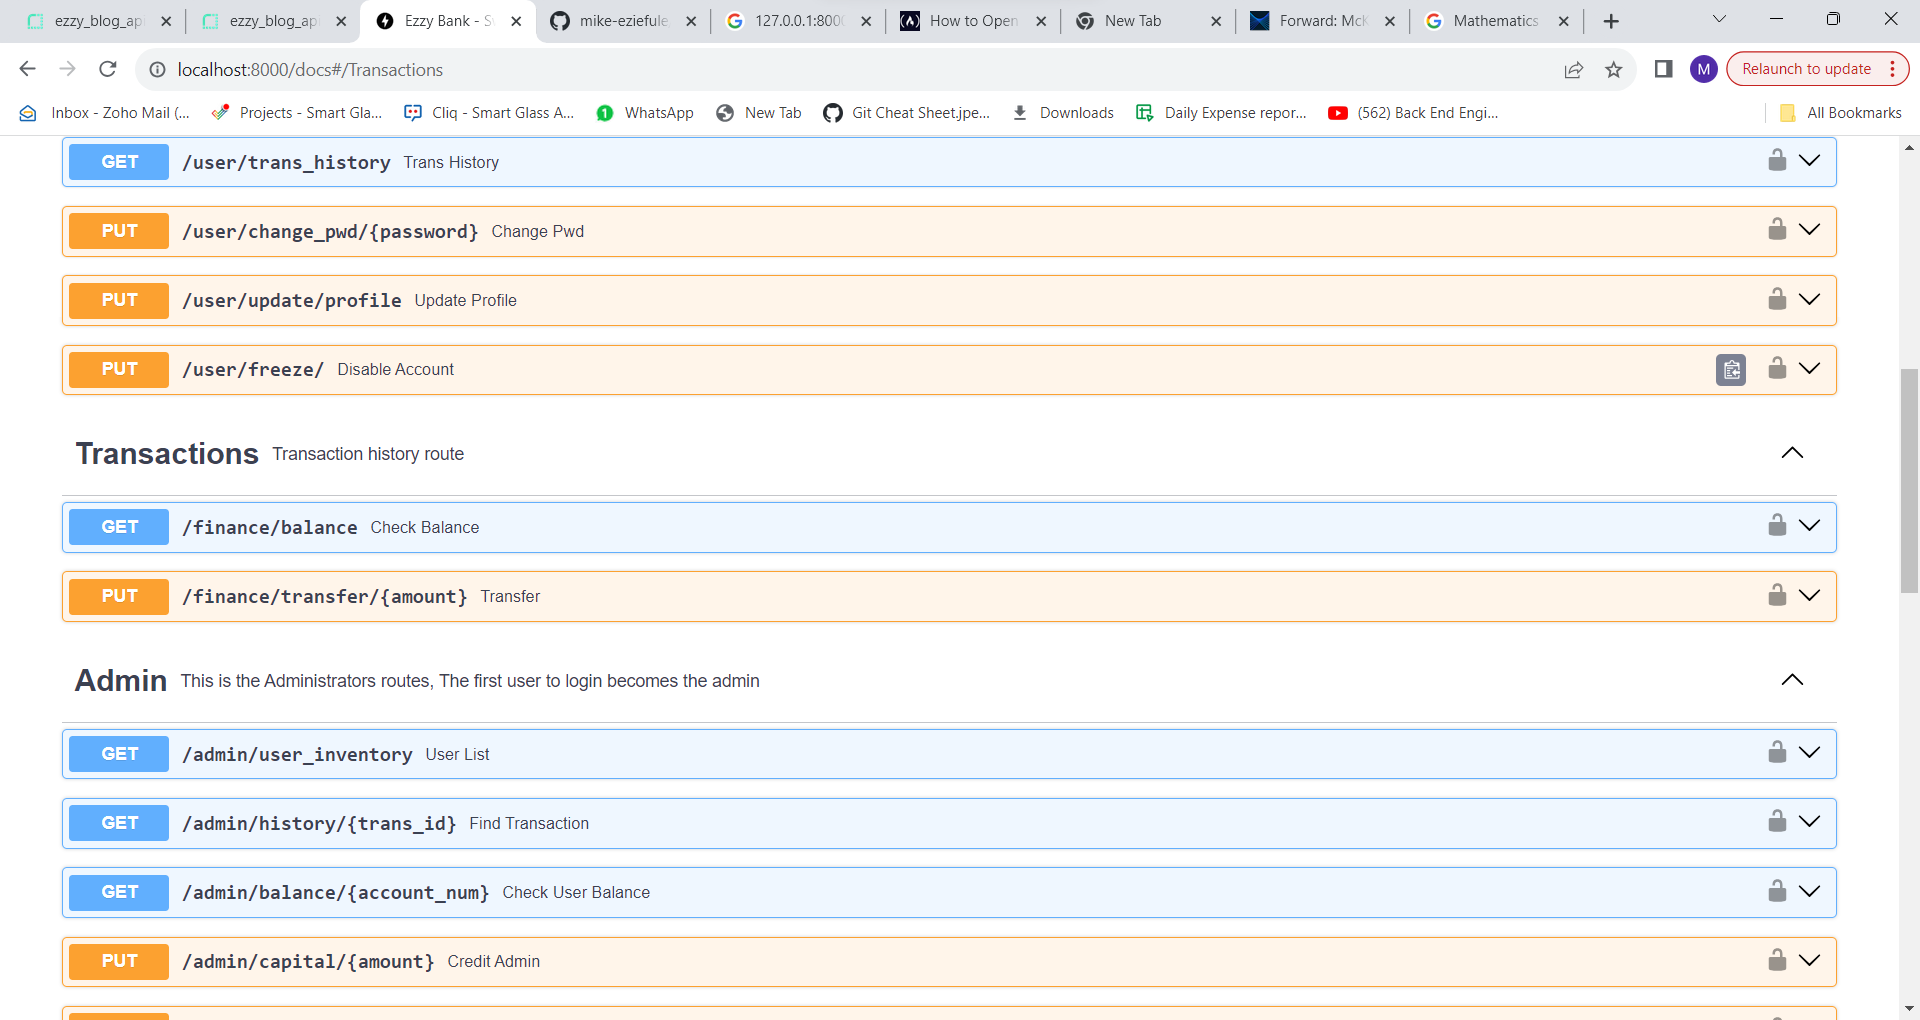 ezzy_blog_api
ezzy_blog_api
Ezzy Bank - S
mike-eziefule
127.0.0.1:8000
How to Open
New Tab
Forward: McK
Mathematics
localhost:8000/docs#/Transactions
M
Relaunch to update
Inbox - Zoho Mail (...
Projects - Smart Gla...
Cliq - Smart Glass A...
1
WhatsApp
New Tab
Git Cheat Sheet.jpe...
Downloads
Daily Expense repor...
(562) Back End Engi...
All Bookmarks
GET /user/trans_history Trans History
PUT /user/change_pwd/{password} Change Pwd
PUT /user/update/profile Update Profile
PUT /user/freeze/ Disable Account
Transactions Transaction history route
GET /finance/balance Check Balance
PUT /finance/transfer/{amount} Transfer
Admin This is the Administrators routes, The first user to login becomes the admin
GET /admin/user_inventory User List
GET /admin/history/{trans_id} Find Transaction
GET /admin/balance/{account_num} Check User Balance
PUT /admin/capital/{amount} Credit Admin